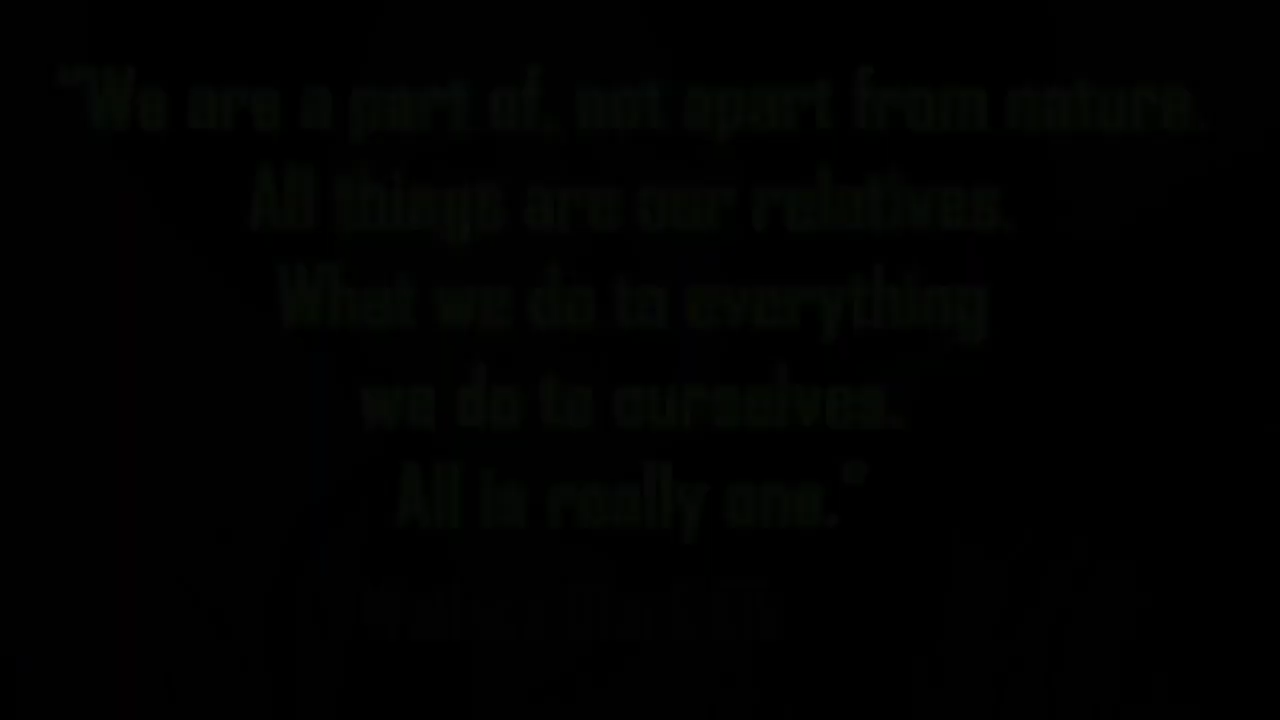 "We are a part of, not apart from nature.
All things are our relatives.
What we do to everything
we do to ourselves.
All is really one."